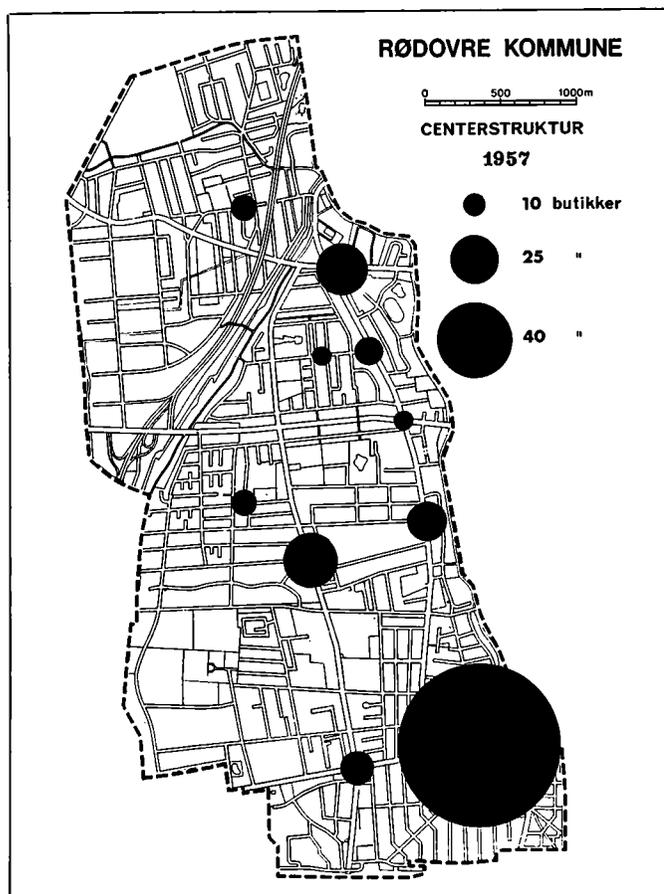 RØDOVRE KOMMUNE
0 500 1000m
CENTERSTRUKTUR
1957
10 butikker
25 "
40 "